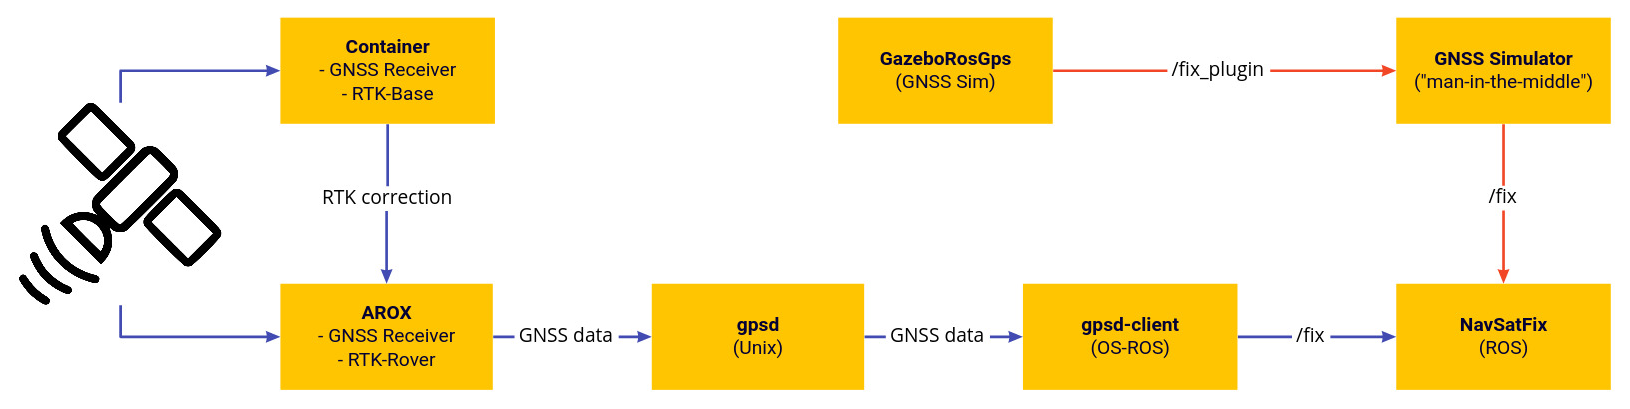 Container
- GNSS Receiver
- RTK-Base
GazeboRosGps
(GNSS Sim)
/fix_plugin
GNSS Simulator
("man-in-the-middle")
RTK correction
/fix
AROX
- GNSS Receiver
- RTK-Rover
GNSS data
gpsd
(Unix)
GNSS data
gpsd-client
(OS-ROS)
/fix
NavSatFix
(ROS)